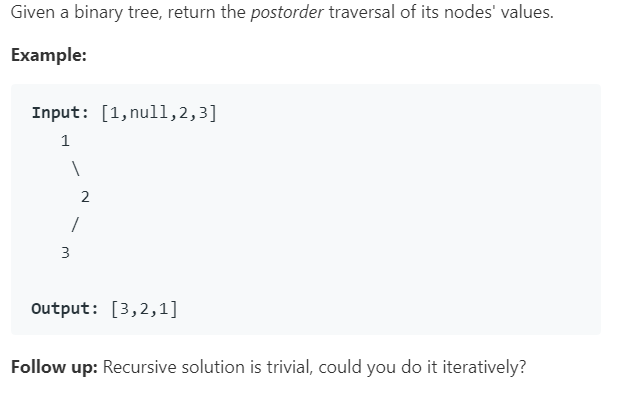 Given a binary tree, return the postorder traversal of its nodes' values.
Example:
Input: [1,null,2,3]
1
\
2
/
3
Output: [3,2,1]
Follow up: Recursive solution is trivial, could you do it iteratively?